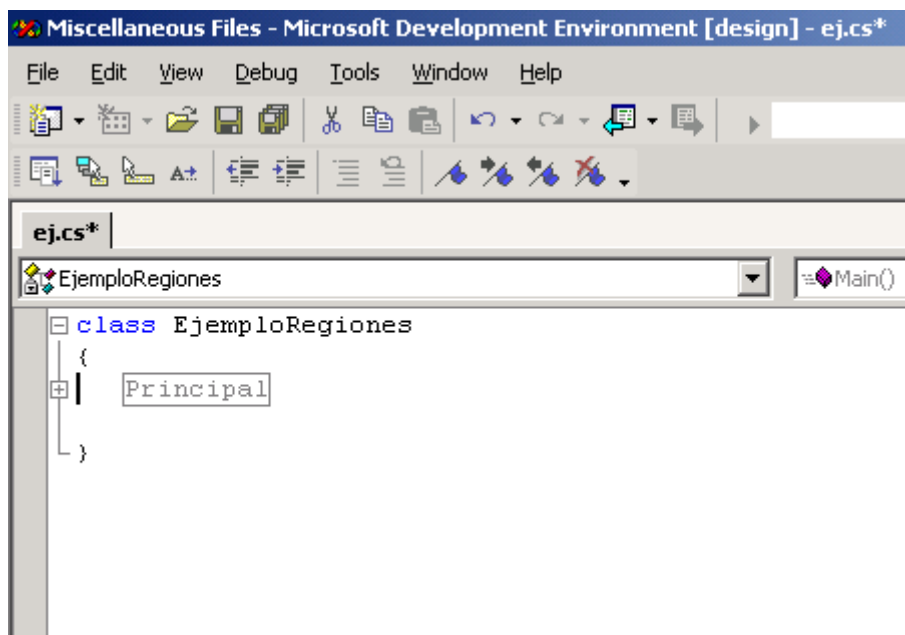 Miscellaneous Files - Microsoft Development Environment [design] - ej.cs*
File Edit View Debug Tools Window Help
ej.cs*
EjemploRegiones Main()
class EjemploRegiones
{
Principal
}